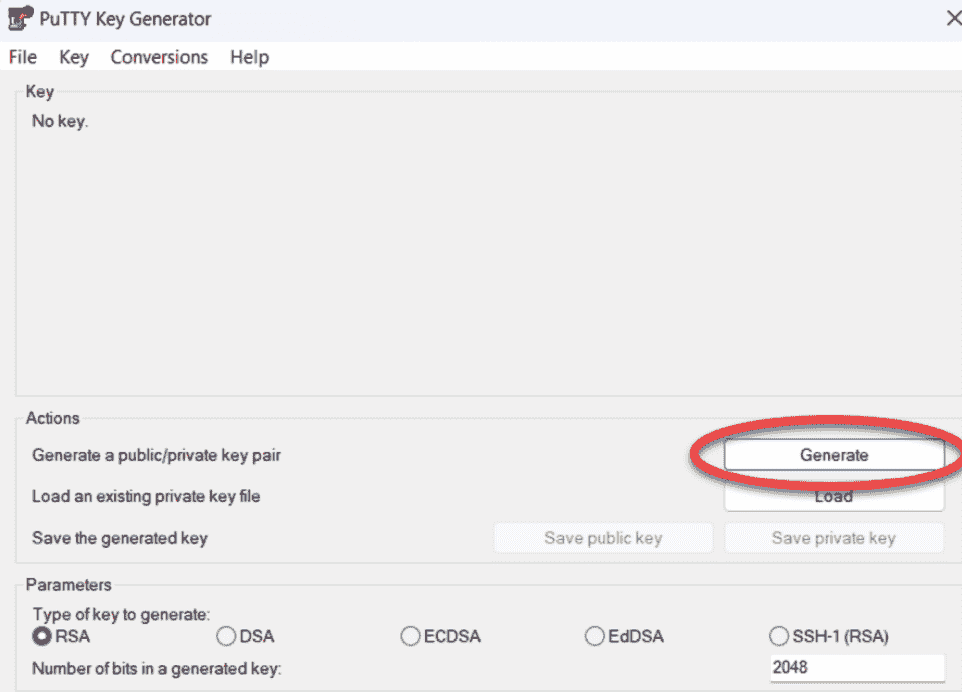 PuTTY Key Generator
File Key Conversions Help
Key
No key.
Actions
Generate a public/private key pair Generate
Load an existing private key file Load
Save the generated key Save public key Save private key
Parameters
Type of key to generate:
RSA DSA ECDSA EdDSA SSH-1 (RSA)
Number of bits in a generated key: 2048